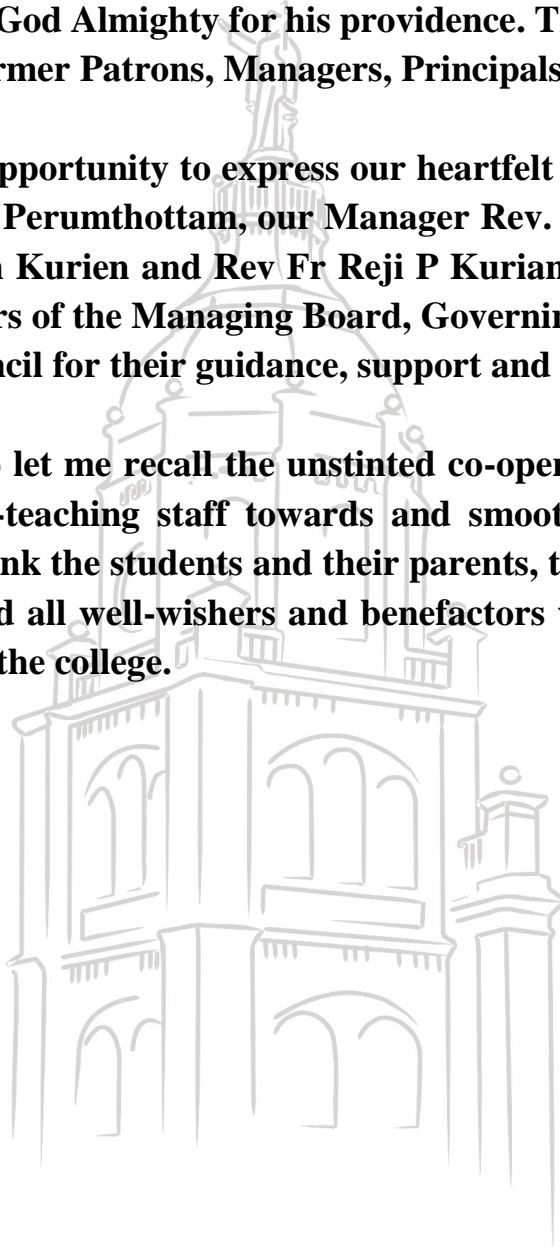 God Almighty for his providence. T
rmer Patrons, Managers, Principals
pportunity to express our heartfelt
Perumthottam, our Manager Rev.
Kurien and Rev Fr Reji P Kurian
rs of the Managing Board, Governin
cil for their guidance, support and
let me recall the unstinted co-oper
-teaching staff towards and smoot
nk the students and their parents, t
d all well-wishers and benefactors
the college.